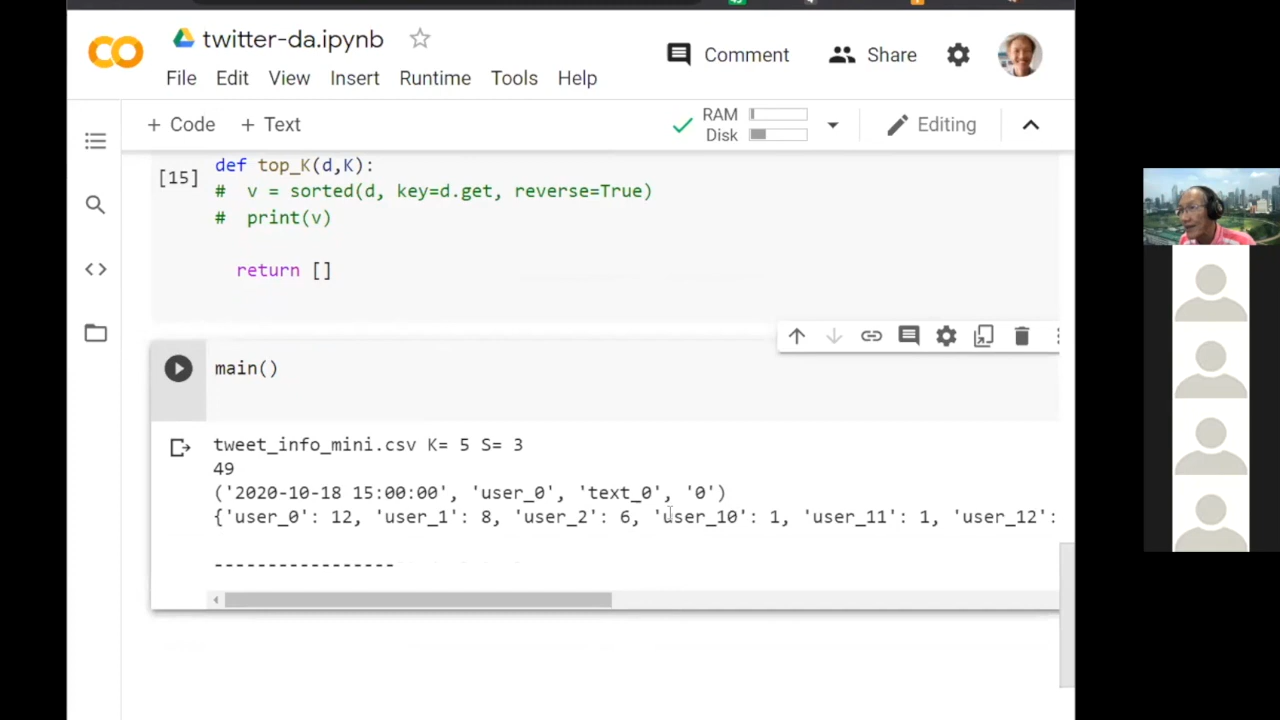 twitter-da.ipynb
Comment
Share
File Edit View Insert Runtime Tools Help
+ Code + Text
RAM
Disk
Editing
[15]
def top_K(d,K):
# v = sorted(d, key=d.get, reverse=True)
# print(v)
return []
main()
tweet_info_mini.csv K= 5 S= 3
49
('2020-10-18 15:00:00', 'user_0', 'text_0', '0')
{'user_0': 12, 'user_1': 8, 'user_2': 6, 'user_10': 1, 'user_11': 1, 'user_12':
-----------------